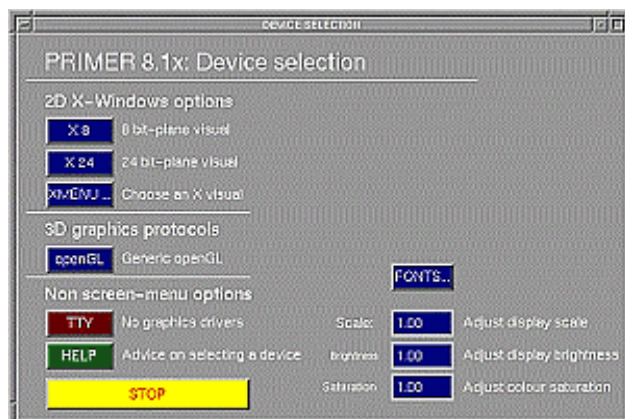 DEVICE SELECTION
PRIMER 8.1x: Device selection
2D X-Windows options
X 8 8 bit-plane visual
X 24 24 bit-plane visual
XMENU... Choose an X visual
3D graphics protocols
openGL Generic openGL
FONTS...
Non screen-menu options
TTY No graphics drivers
Scale: 1.00 Adjust display scale
HELP Advice on selecting a device
Brightness 1.00 Adjust display brightness
STOP
Saturation 1.00 Adjust colour saturation